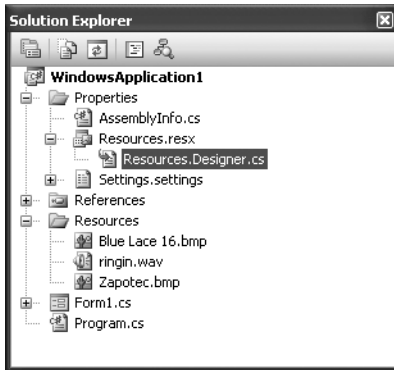 Solution Explorer
WindowsApplication1
Properties
AssemblyInfo.cs
Resources.resx
Resources.Designer.cs
Settings.settings
References
Resources
Blue Lace 16.bmp
ringin.wav
Zapotec.bmp
Form1.cs
Program.cs